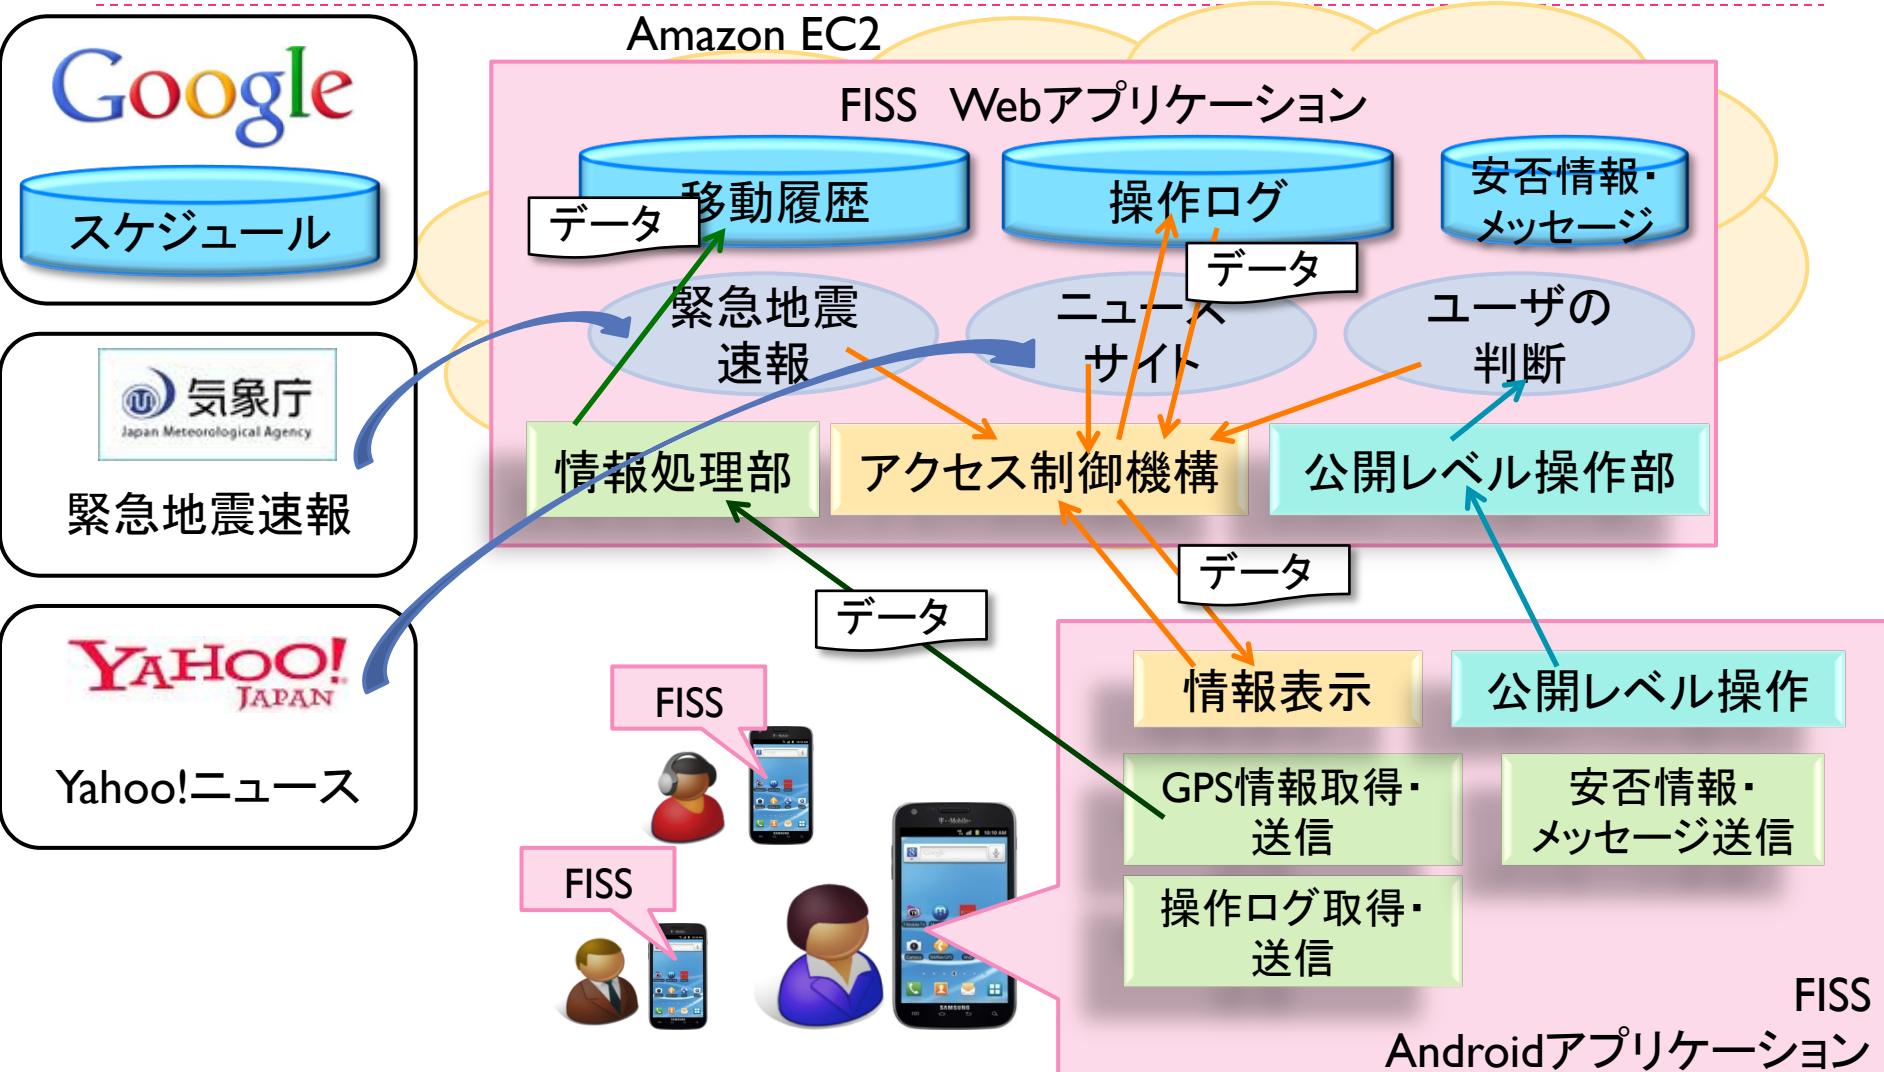 Amazon EC2
Google
スケジュール
気象庁
Japan Meteorological Agency
緊急地震速報
YAHOO!
JAPAN
Yahoo!ニュース
FISS Webアプリケーション
移動履歴
操作ログ
安否情報・
メッセージ
データ
データ
緊急地震
速報
ニュース
サイト
ユーザの
判断
情報処理部
アクセス制御機構
公開レベル操作部
データ
データ
FISS
FISS
情報表示
公開レベル操作
GPS情報取得・
送信
安否情報・
メッセージ送信
操作ログ取得・
送信
FISS
Androidアプリケーション
T-Mobile
10:10 AM
SAMSUNG